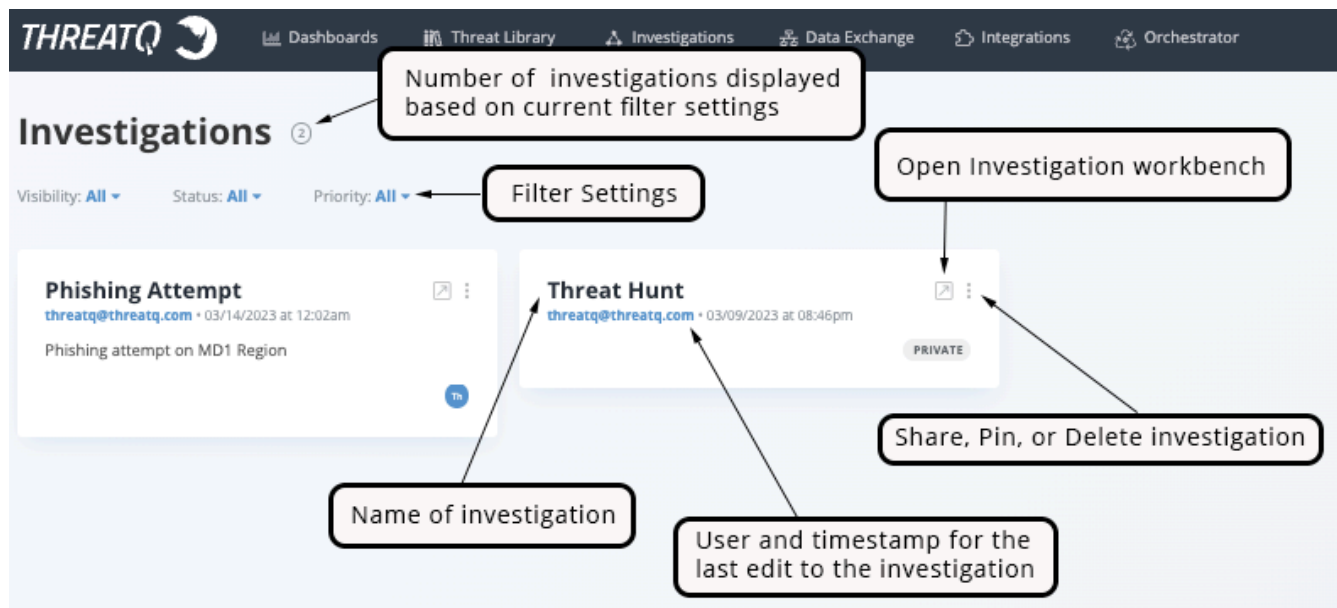 THREATQ Dashboards Threat Library Investigations Data Exchange Integrations Orchestrator
Number of investigations displayed
based on current filter settings
Investigations 2
Open Investigation workbench
Visibility: All Status: All Priority: All
Filter Settings
Phishing Attempt
threatq@threatq.com • 03/14/2023 at 12:02am
Phishing attempt on MD1 Region
Th
Threat Hunt
threatq@threatq.com • 03/09/2023 at 08:46pm
PRIVATE
Share, Pin, or Delete investigation
Name of investigation
User and timestamp for the
last edit to the investigation